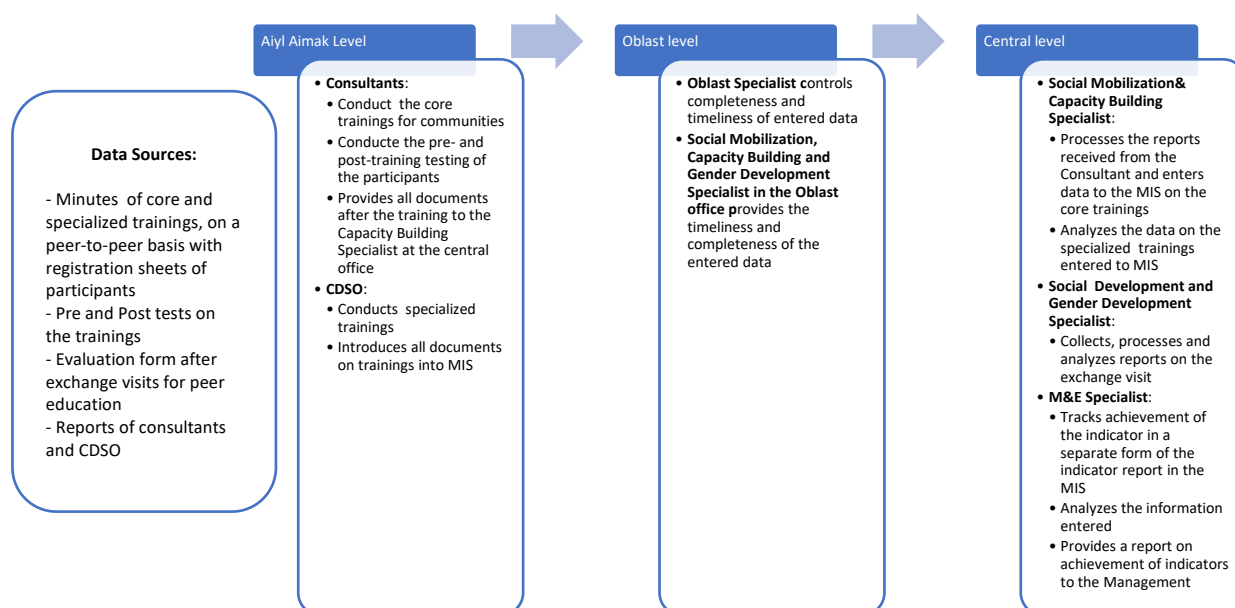 Data Sources:
- Minutes of core and
specialized trainings, on a
peer-to-peer basis with
registration sheets of
participants
- Pre and Post tests on
the trainings
- Evaluation form after
exchange visits for peer
education
- Reports of consultants
and CDSO
Aiyl Aimak Level
• Consultants:
• Conduct the core
trainings for communities
• Conducte the pre- and
post-training testing of
the participants
• Provides all documents
after the training to the
Capacity Building
Specialist at the central
office
• CDSO:
• Conducts specialized
trainings
• Introduces all documents
on trainings into MIS
Oblast level
• Oblast Specialist controls
completeness and
timeliness of entered data
• Social Mobilization,
Capacity Building and
Gender Development
Specialist in the Oblast
office provides the
timeliness and
completeness of the
entered data
Central level
• Social Mobilization&
Capacity Building
Specialist:
• Processes the reports
received from the
Consultant and enters
data to the MIS on the
core trainings
• Analyzes the data on the
specialized trainings
entered to MIS
• Social Development and
Gender Development
Specialist:
• Collects, processes and
analyzes reports on the
exchange visit
• M&E Specialist:
• Tracks achievement of
the indicator in a
separate form of the
indicator report in the
MIS
• Analyzes the information
entered
• Provides a report on
achievement of indicators
to the Management